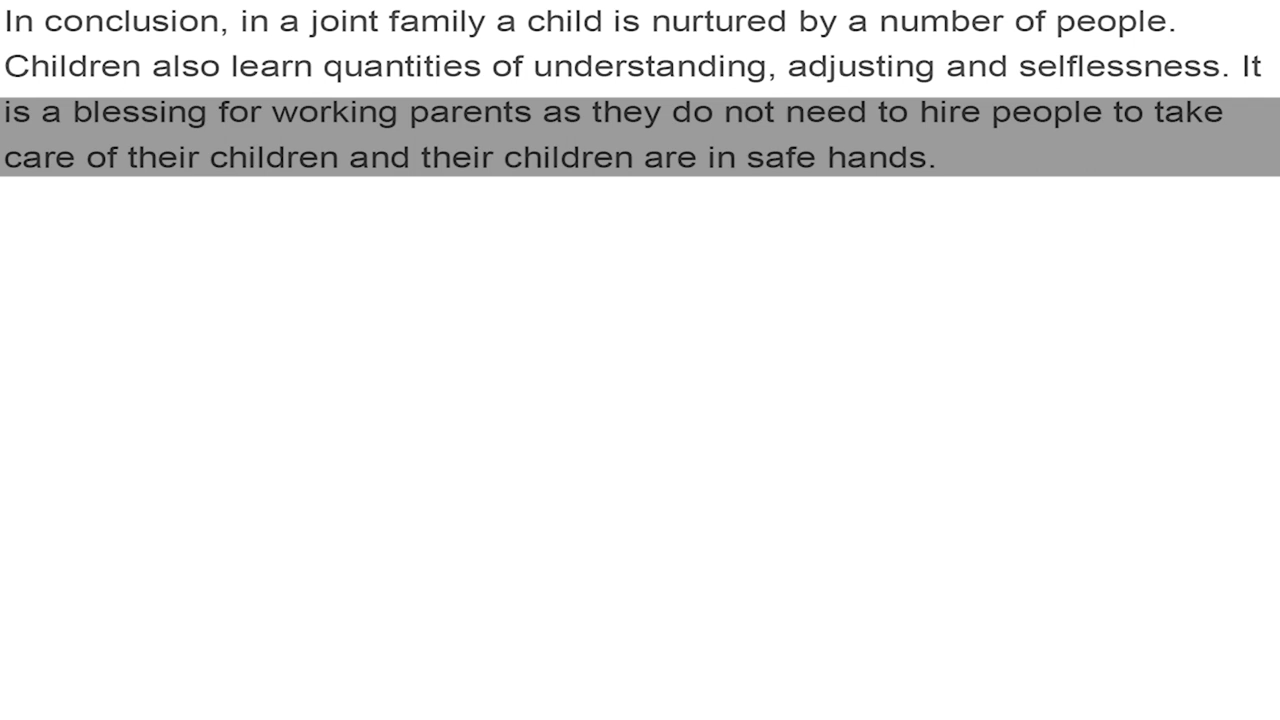 In conclusion, in a joint family a child is nurtured by a number of people.
Children also learn quantities of understanding, adjusting and selflessness. It
is a blessing for working parents as they do not need to hire people to take
care of their children and their children are in safe hands.